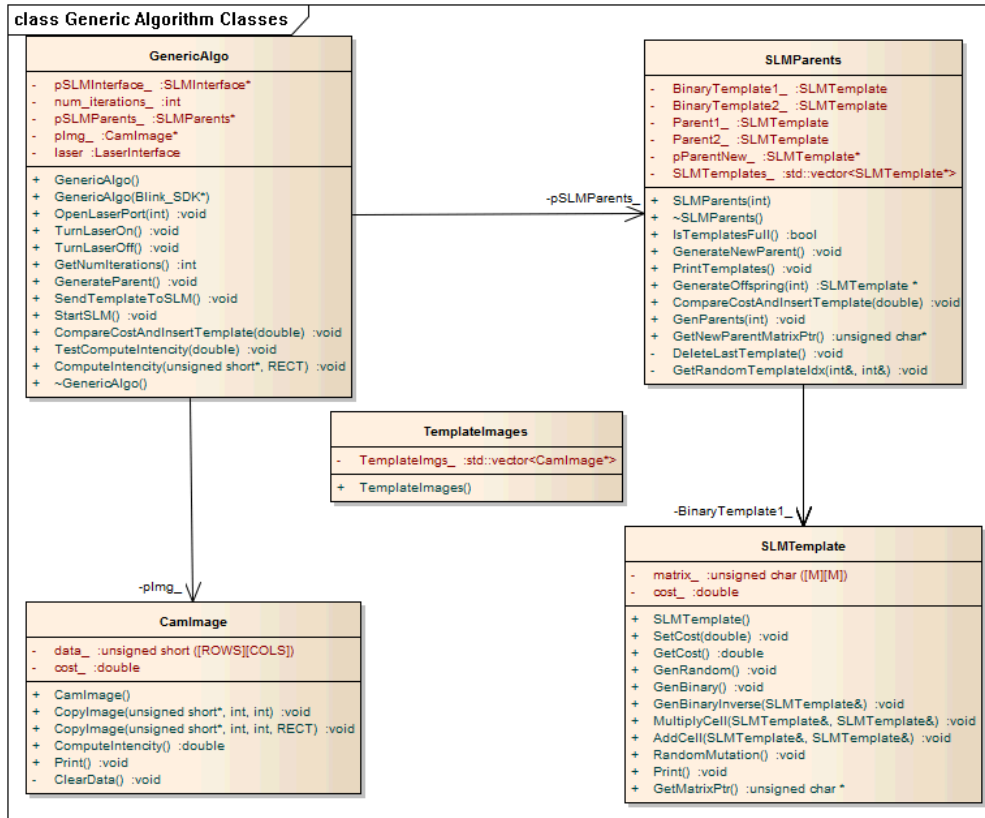 class Generic Algorithm Classes
GenericAlgo
- pSLMInterface_ :SLMInterface*
- num_iterations_ :int
- pSLMParents_ :SLMParents*
- pImg_ :CamImage*
- laser :LaserInterface
+ GenericAlgo()
+ GenericAlgo(Blink_SDK*)
+ OpenLaserPort(int) :void
+ TurnLaserOn() :void
+ TurnLaserOff() :void
+ GetNumIterations() :int
+ GenerateParent() :void
+ SendTemplateToSLM() :void
+ StartSLM() :void
+ CompareCostAndInsertTemplate(double) :void
+ TestComputeIntencity(double) :void
+ ComputeIntencity(unsigned short*, RECT) :void
+ ~GenericAlgo()
-pSLMParents_
SLMParents
- BinaryTemplate1_ :SLMTemplate
- BinaryTemplate2_ :SLMTemplate
- Parent1_ :SLMTemplate
- Parent2_ :SLMTemplate
- pParentNew_ :SLMTemplate*
- SLMTemplates_ :std::vector<SLMTemplate*>
+ SLMParents(int)
+ ~SLMParents()
+ IsTemplatesFull() :bool
+ GenerateNewParent() :void
+ PrintTemplates() :void
+ GenerateOffspring(int) :SLMTemplate *
+ CompareCostAndInsertTemplate(double) :void
+ GenParents(int) :void
+ GetNewParentMatrixPtr() :unsigned char*
- DeleteLastTemplate() :void
- GetRandomTemplateIdx(int&, int&) :void
TemplateImages
- TemplateImgs_ :std::vector<CamImage*>
+ TemplateImages()
-pImg_
CamImage
- data_ :unsigned short ([ROWS][COLS])
- cost_ :double
+ CamImage()
+ CopyImage(unsigned short*, int, int) :void
+ CopyImage(unsigned short*, int, int, RECT) :void
+ ComputeIntencity() :double
+ Print() :void
- ClearData() :void
-BinaryTemplate1_
SLMTemplate
- matrix_ :unsigned char ([M][M])
- cost_ :double
+ SLMTemplate()
+ SetCost(double) :void
+ GetCost() :double
+ GenRandom() :void
+ GenBinary() :void
+ GenBinaryInverse(SLMTemplate&) :void
+ MultiplyCell(SLMTemplate&, SLMTemplate&) :void
+ AddCell(SLMTemplate&, SLMTemplate&) :void
+ RandomMutation() :void
+ Print() :void
+ GetMatrixPtr() :unsigned char *